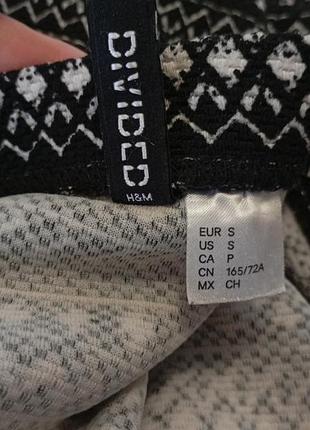 DIVIDED
H&M
EUR S
US S
CA P
CN 165/72A
MX CH